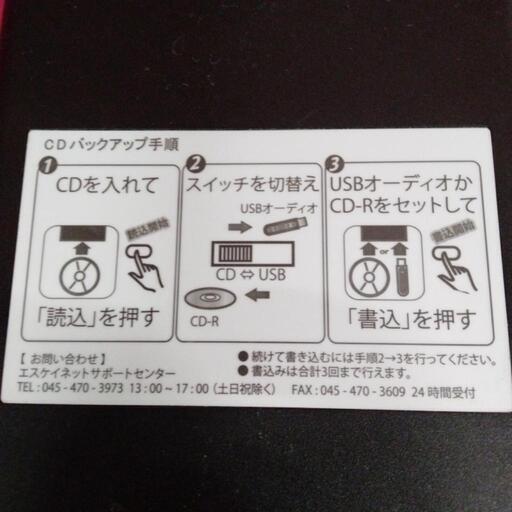 CDバックアップ手順
1
CDを入れて
読込開始
「読込」を押す
2
スイッチを切替え
USBオーディオ
CD ⇔ USB
CD-R
3
USBオーディオか
CD-Rをセットして
書込開始
or
「書込」を押す
【 お問い合わせ 】
エスケイネットサポートセンター
TEL : 045 - 470 - 3973 13 : 00 ~ 17 : 00 (土日祝除く) FAX : 045 - 470 - 3609 24 時間受付
● 続けて書き込むには手順2→3を行ってください。
● 書込みは合計3回まで行えます。